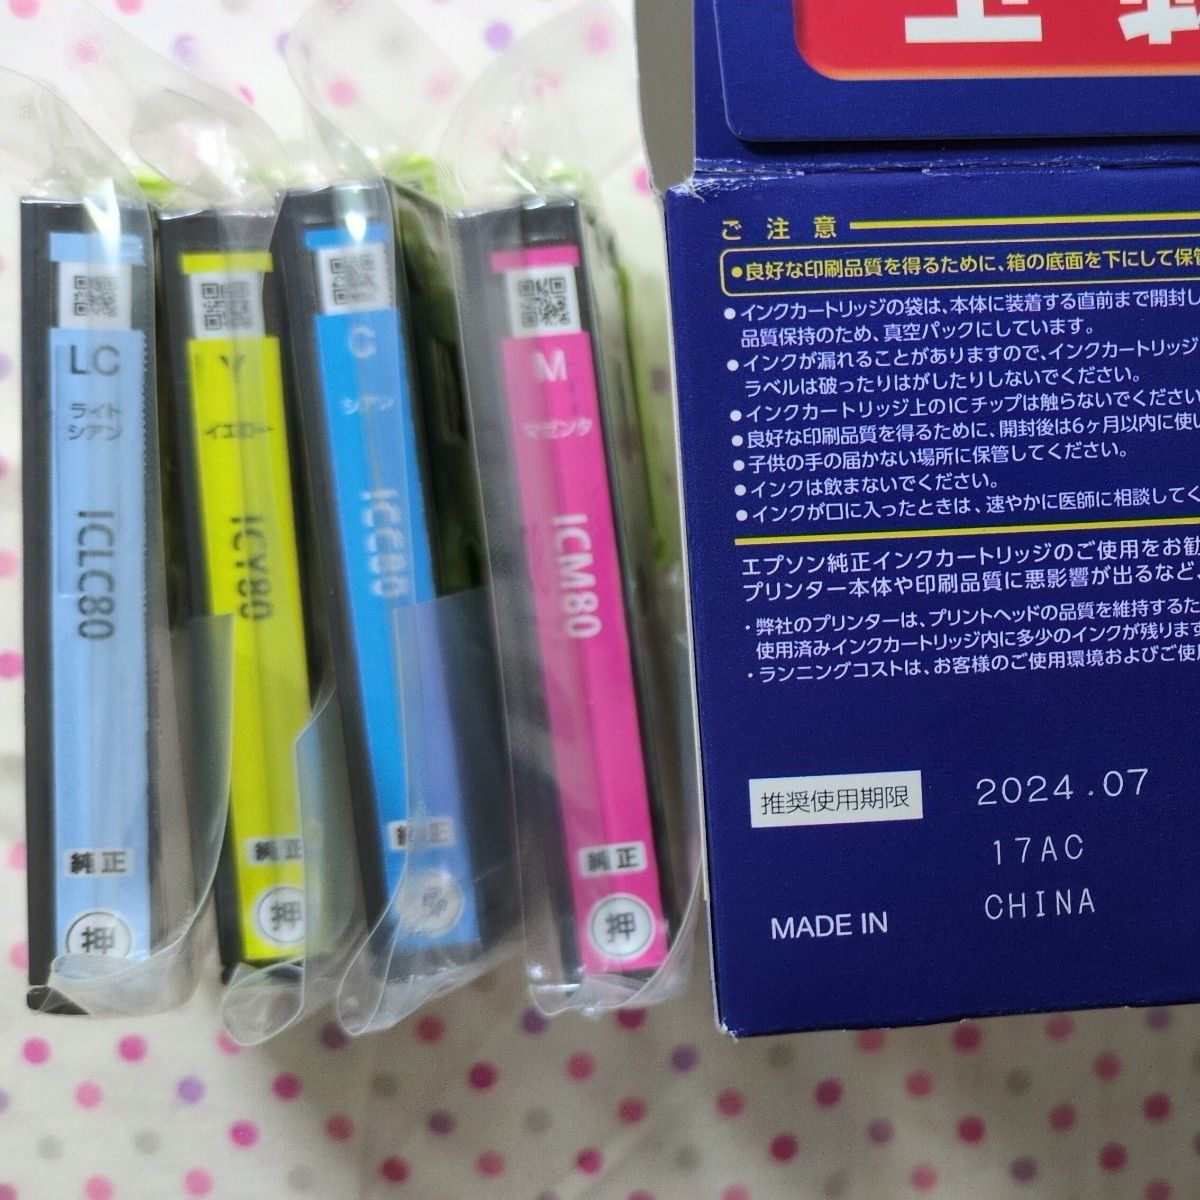 LC
ライト
シアン
ICLC80
純正
押
Y
イエロー
ICY80
純正
押
C
シアン
ICC80
純正
M
マゼンタ
ICM80
純正
押
ご注意
●良好な印刷品質を得るために、箱の底面を下にして保管
●インクカートリッジの袋は、本体に装着する直前まで開封し
品質保持のため、真空パックにしています。
●インクが漏れることがありますので、インクカートリッジ
ラベルは破ったりはがしたりしないでください。
●インクカートリッジ上のICチップは触らないでください
●良好な印刷品質を得るために、開封後は6ヶ月以内に使い
●子供の手の届かない場所に保管してください。
●インクは飲まないでください。
●インクが口に入ったときは、速やかに医師に相談してく
エプソン純正インクカートリッジのご使用をお勧
プリンター本体や印刷品質に悪影響が出るなど、
・弊社のプリンターは、プリントヘッドの品質を維持するた
使用済みインクカートリッジ内に多少のインクが残ります
・ランニングコストは、お客様のご使用環境およびご使用
推奨使用期限 2024.07
17AC
MADE IN CHINA